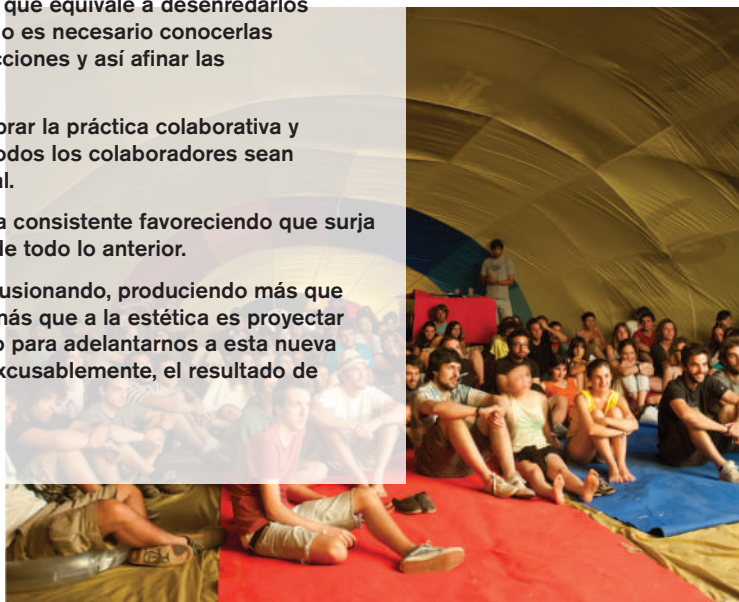 que equivale a desenredarlos
o es necesario conocerlas
cciones y así afinar las
orar la práctica colaborativa y
odos los colaboradores sean
al.
a consistente favoreciendo que surja
de todo lo anterior.
usionando, produciendo más que
más que a la estética es proyectar
o para adelantarnos a esta nueva
xcusablemente, el resultado de